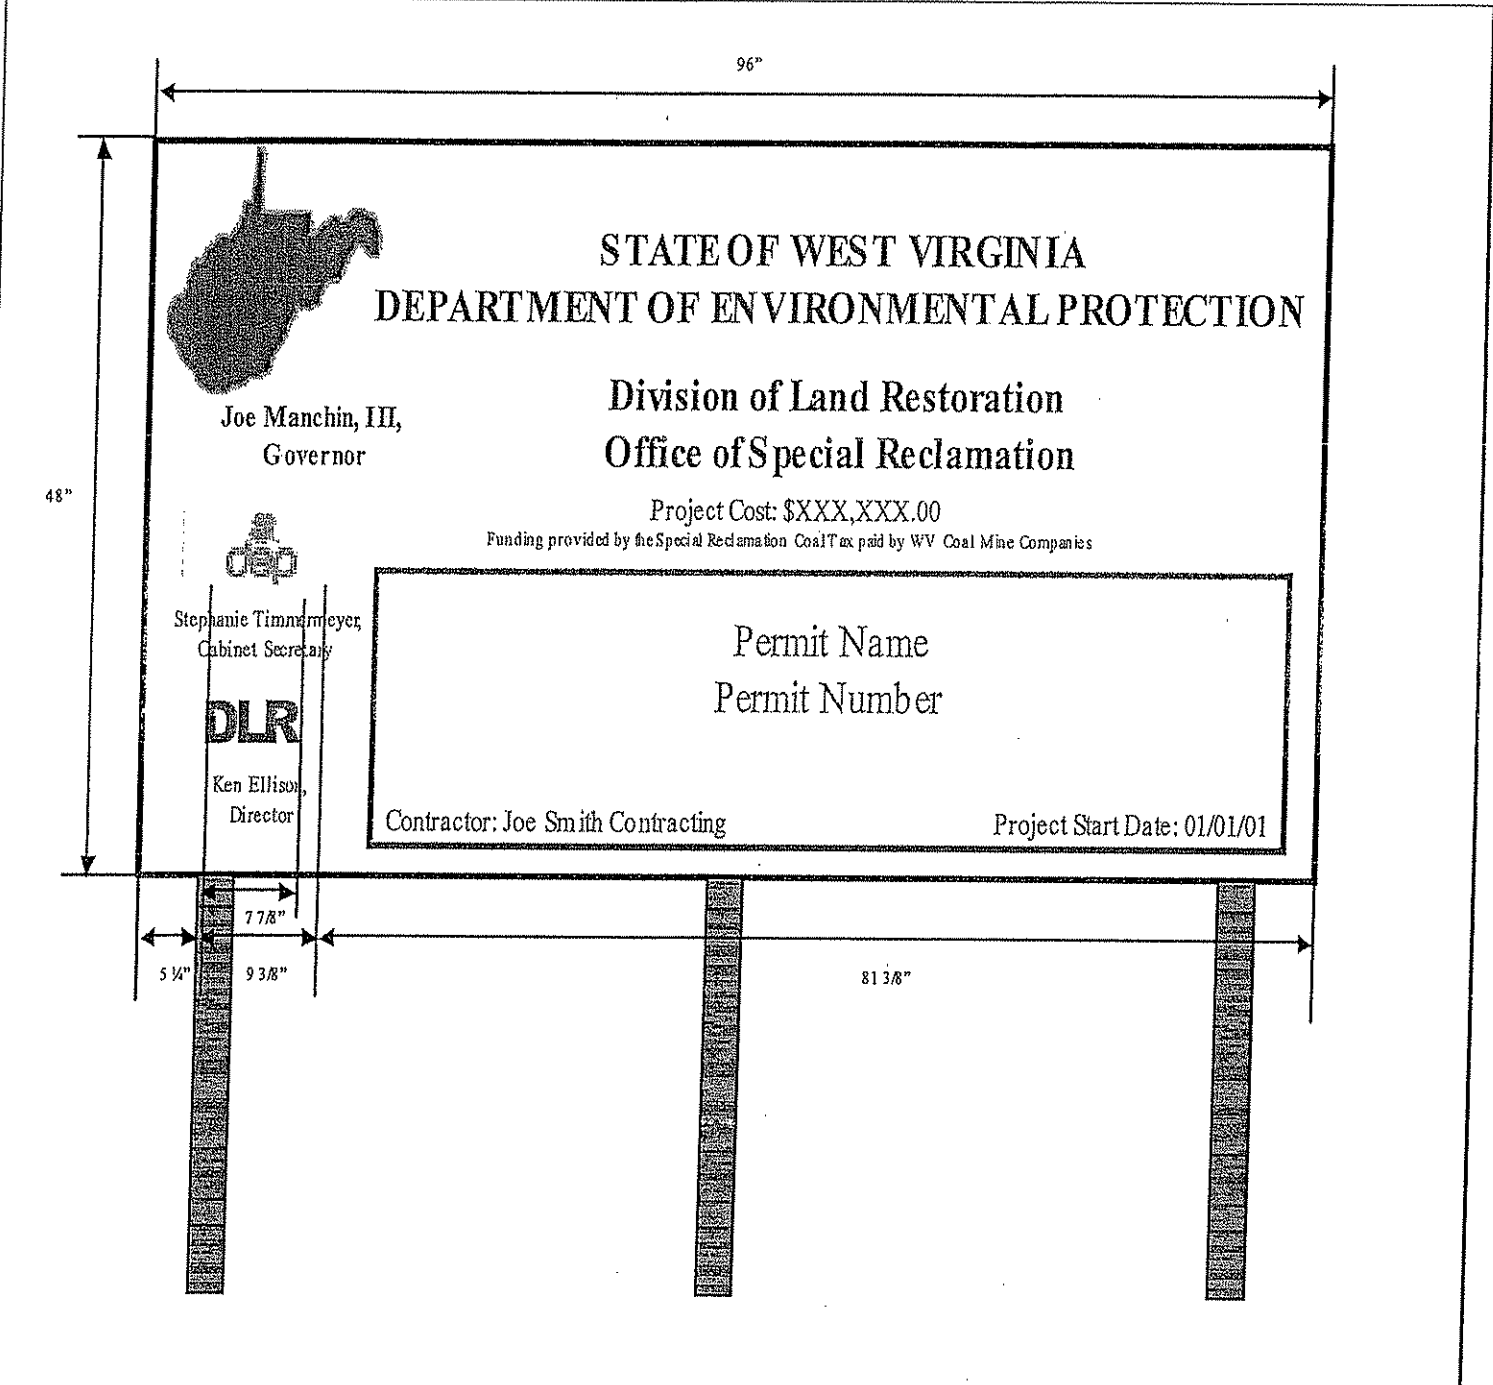 96"
STATE OF WEST VIRGINIA
DEPARTMENT OF ENVIRONMENTAL PROTECTION
Division of Land Restoration
Office of Special Reclamation
Joe Manchin, III,
Governor
48"
Project Cost: $XXX,XXX.00
Funding provided by the Special Reclamation Coal Tax paid by WV Coal Mine Companies
dep
Stephanie Timmermeyer,
Cabinet Secretary
Permit Name
Permit Number
DLR
Ken Ellison,
Director
Contractor: Joe Smith Contracting
Project Start Date: 01/01/01
7 7/8"
5 ¼"
9 3/8"
81 3/8"